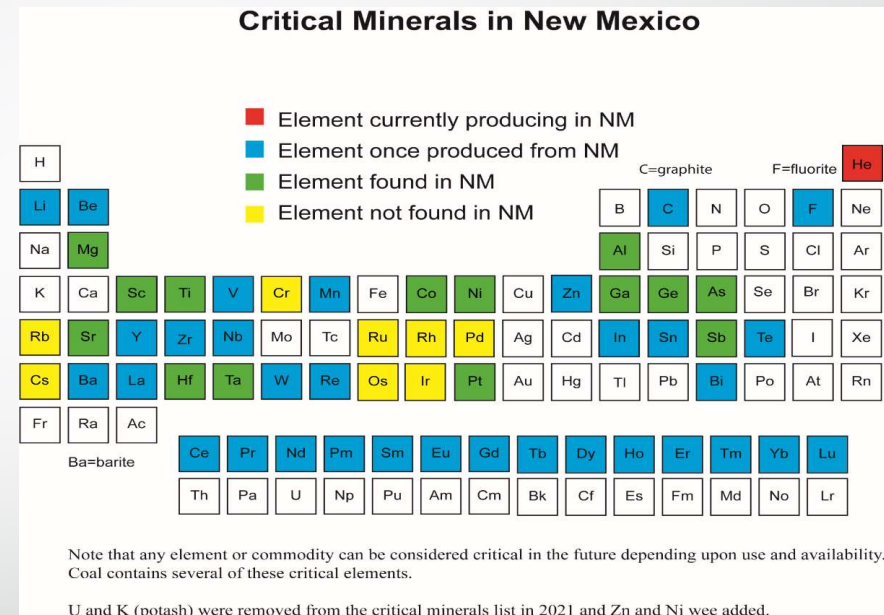 Critical Minerals in New Mexico
Element currently producing in NM
Element once produced from NM
Element found in NM
Element not found in NM
C=graphite F=fluorite
H He
Li Be B C N O F Ne
Na Mg Al Si P S Cl Ar
K Ca Sc Ti V Cr Mn Fe Co Ni Cu Zn Ga Ge As Se Br Kr
Rb Sr Y Zr Nb Mo Tc Ru Rh Pd Ag Cd In Sn Sb Te I Xe
Cs Ba La Hf Ta W Re Os Ir Pt Au Hg Tl Pb Bi Po At Rn
Fr Ra Ac
Ba=barite
Ce Pr Nd Pm Sm Eu Gd Tb Dy Ho Er Tm Yb Lu
Th Pa U Np Pu Am Cm Bk Cf Es Fm Md No Lr
Note that any element or commodity can be considered critical in the future depending upon use and availability.
Coal contains several of these critical elements.
U and K (potash) were removed from the critical minerals list in 2021 and Zn and Ni wee added.